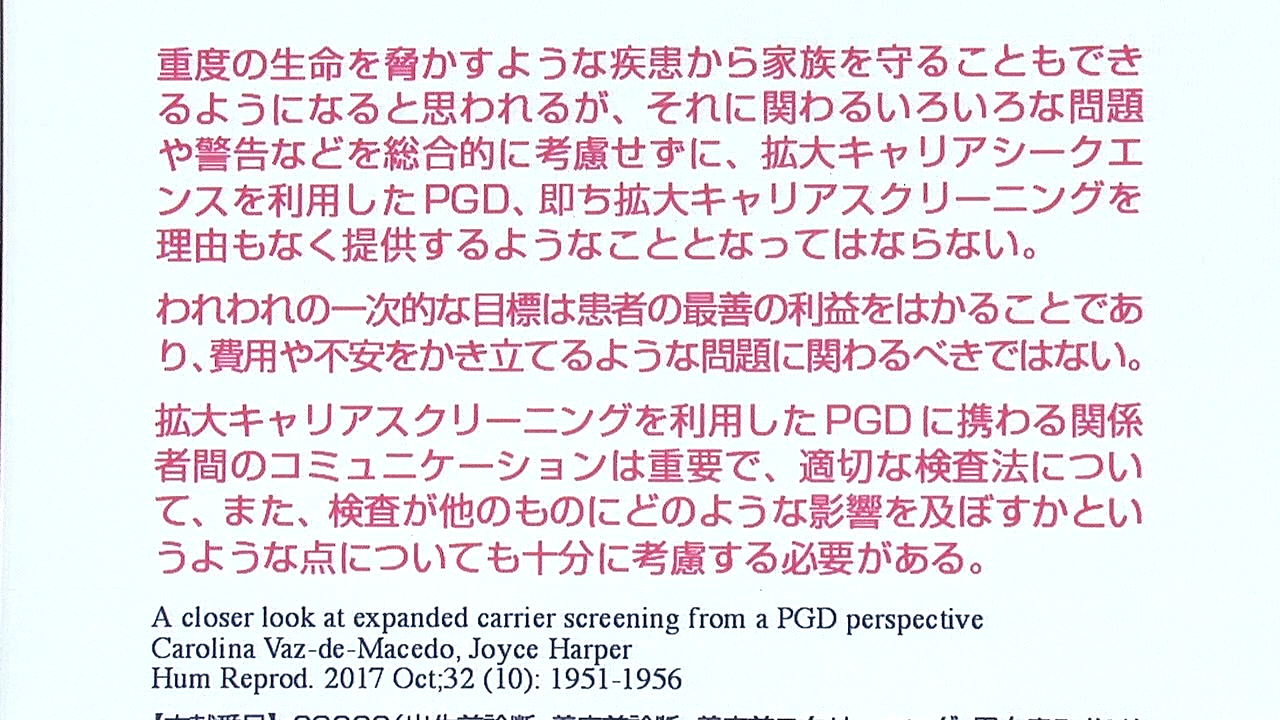 重度の生命を脅かすような疾患から家族を守ることもでき
るようになると思われるが、それに関わるいろいろな問題
や警告などを総合的に考慮せずに、拡大キャリアシークエ
ンスを利用したPGD、即ち拡大キャリアスクリーニングを
理由もなく提供するようなこととなってはならない。
われわれの一次的な目標は患者の最善の利益をはかることであ
り、費用や不安をかき立てるような問題に関わるべきではない。
拡大キャリアスクリーニングを利用したPGDに携わる関係
者間のコミュニケーションは重要で、適切な検査法につい
て、また、検査が他のものにどのような影響を及ぼすかとい
うような点についても十分に考慮する必要がある。
A closer look at expanded carrier screening from a PGD perspective
Carolina Vaz-de-Macedo, Joyce Harper
Hum Reprod. 2017 Oct;32 (10): 1951-1956